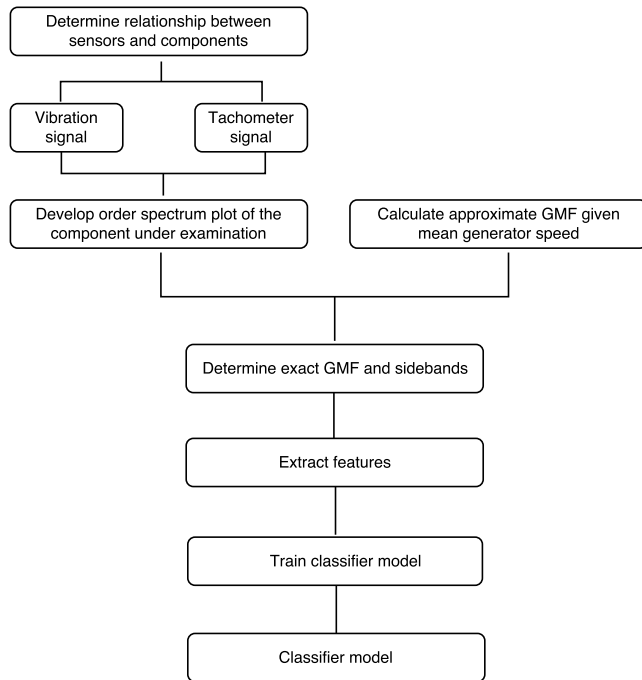 Determine relationship between
sensors and components
Vibration
signal
Tachometer
signal
Develop order spectrum plot of the
component under examination
Calculate approximate GMF given
mean generator speed
Determine exact GMF and sidebands
Extract features
Train classifier model
Classifier model